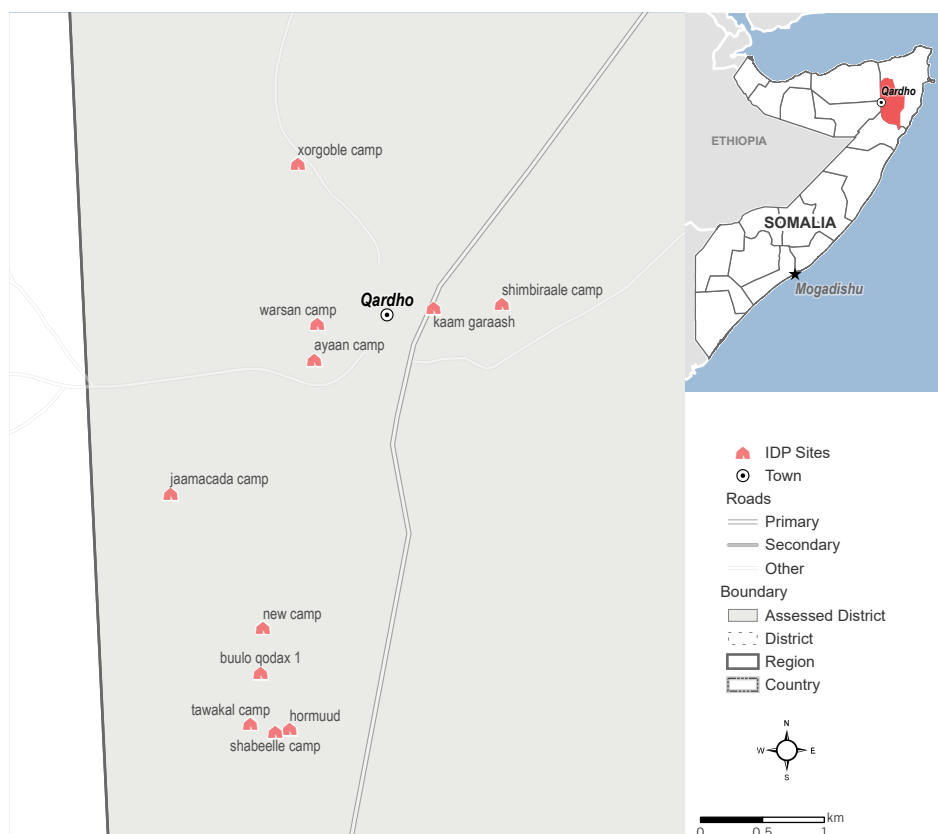 xorgoble camp
Qardho
shimbiraale camp
warsan camp
kaam garaash
ayaan camp
jaamacada camp
new camp
buulo qodax 1
tawakal camp
hormuud
shabeelle camp
Qardho
ETHIOPIA
SOMALIA
Mogadishu
IDP Sites
Town
Roads
Primary
Secondary
Other
Boundary
Assessed District
District
Region
Country
N
W E
S
km
0 0.5 1